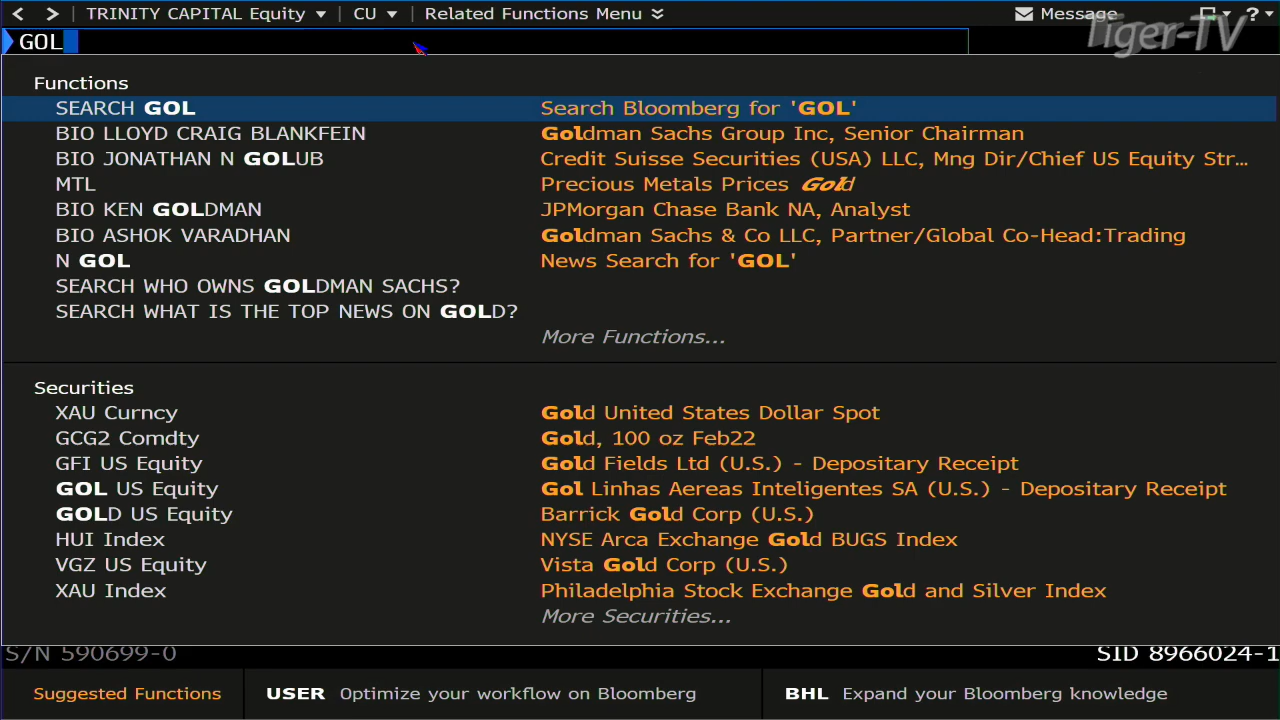 < > TRINITY CAPITAL Equity CU Related Functions Menu Message ?
Tiger-TV
GOL
Functions
SEARCH GOL Search Bloomberg for 'GOL'
BIO LLOYD CRAIG BLANKFEIN Goldman Sachs Group Inc, Senior Chairman
BIO JONATHAN N GOLUB Credit Suisse Securities (USA) LLC, Mng Dir/Chief US Equity Str...
MTL Precious Metals Prices Gold
BIO KEN GOLDMAN JPMorgan Chase Bank NA, Analyst
BIO ASHOK VARADHAN Goldman Sachs & Co LLC, Partner/Global Co-Head:Trading
N GOL News Search for 'GOL'
SEARCH WHO OWNS GOLDMAN SACHS?
SEARCH WHAT IS THE TOP NEWS ON GOLD?
More Functions...
Securities
XAU Curncy Gold United States Dollar Spot
GCG2 Comdty Gold, 100 oz Feb22
GFI US Equity Gold Fields Ltd (U.S.) - Depositary Receipt
GOL US Equity Gol Linhas Aereas Inteligentes SA (U.S.) - Depositary Receipt
GOLD US Equity Barrick Gold Corp (U.S.)
HUI Index NYSE Arca Exchange Gold BUGS Index
VGZ US Equity Vista Gold Corp (U.S.)
XAU Index Philadelphia Stock Exchange Gold and Silver Index
More Securities...
S/N 590699-0 SID 8966024-1
Suggested Functions USER Optimize your workflow on Bloomberg BHL Expand your Bloomberg knowledge